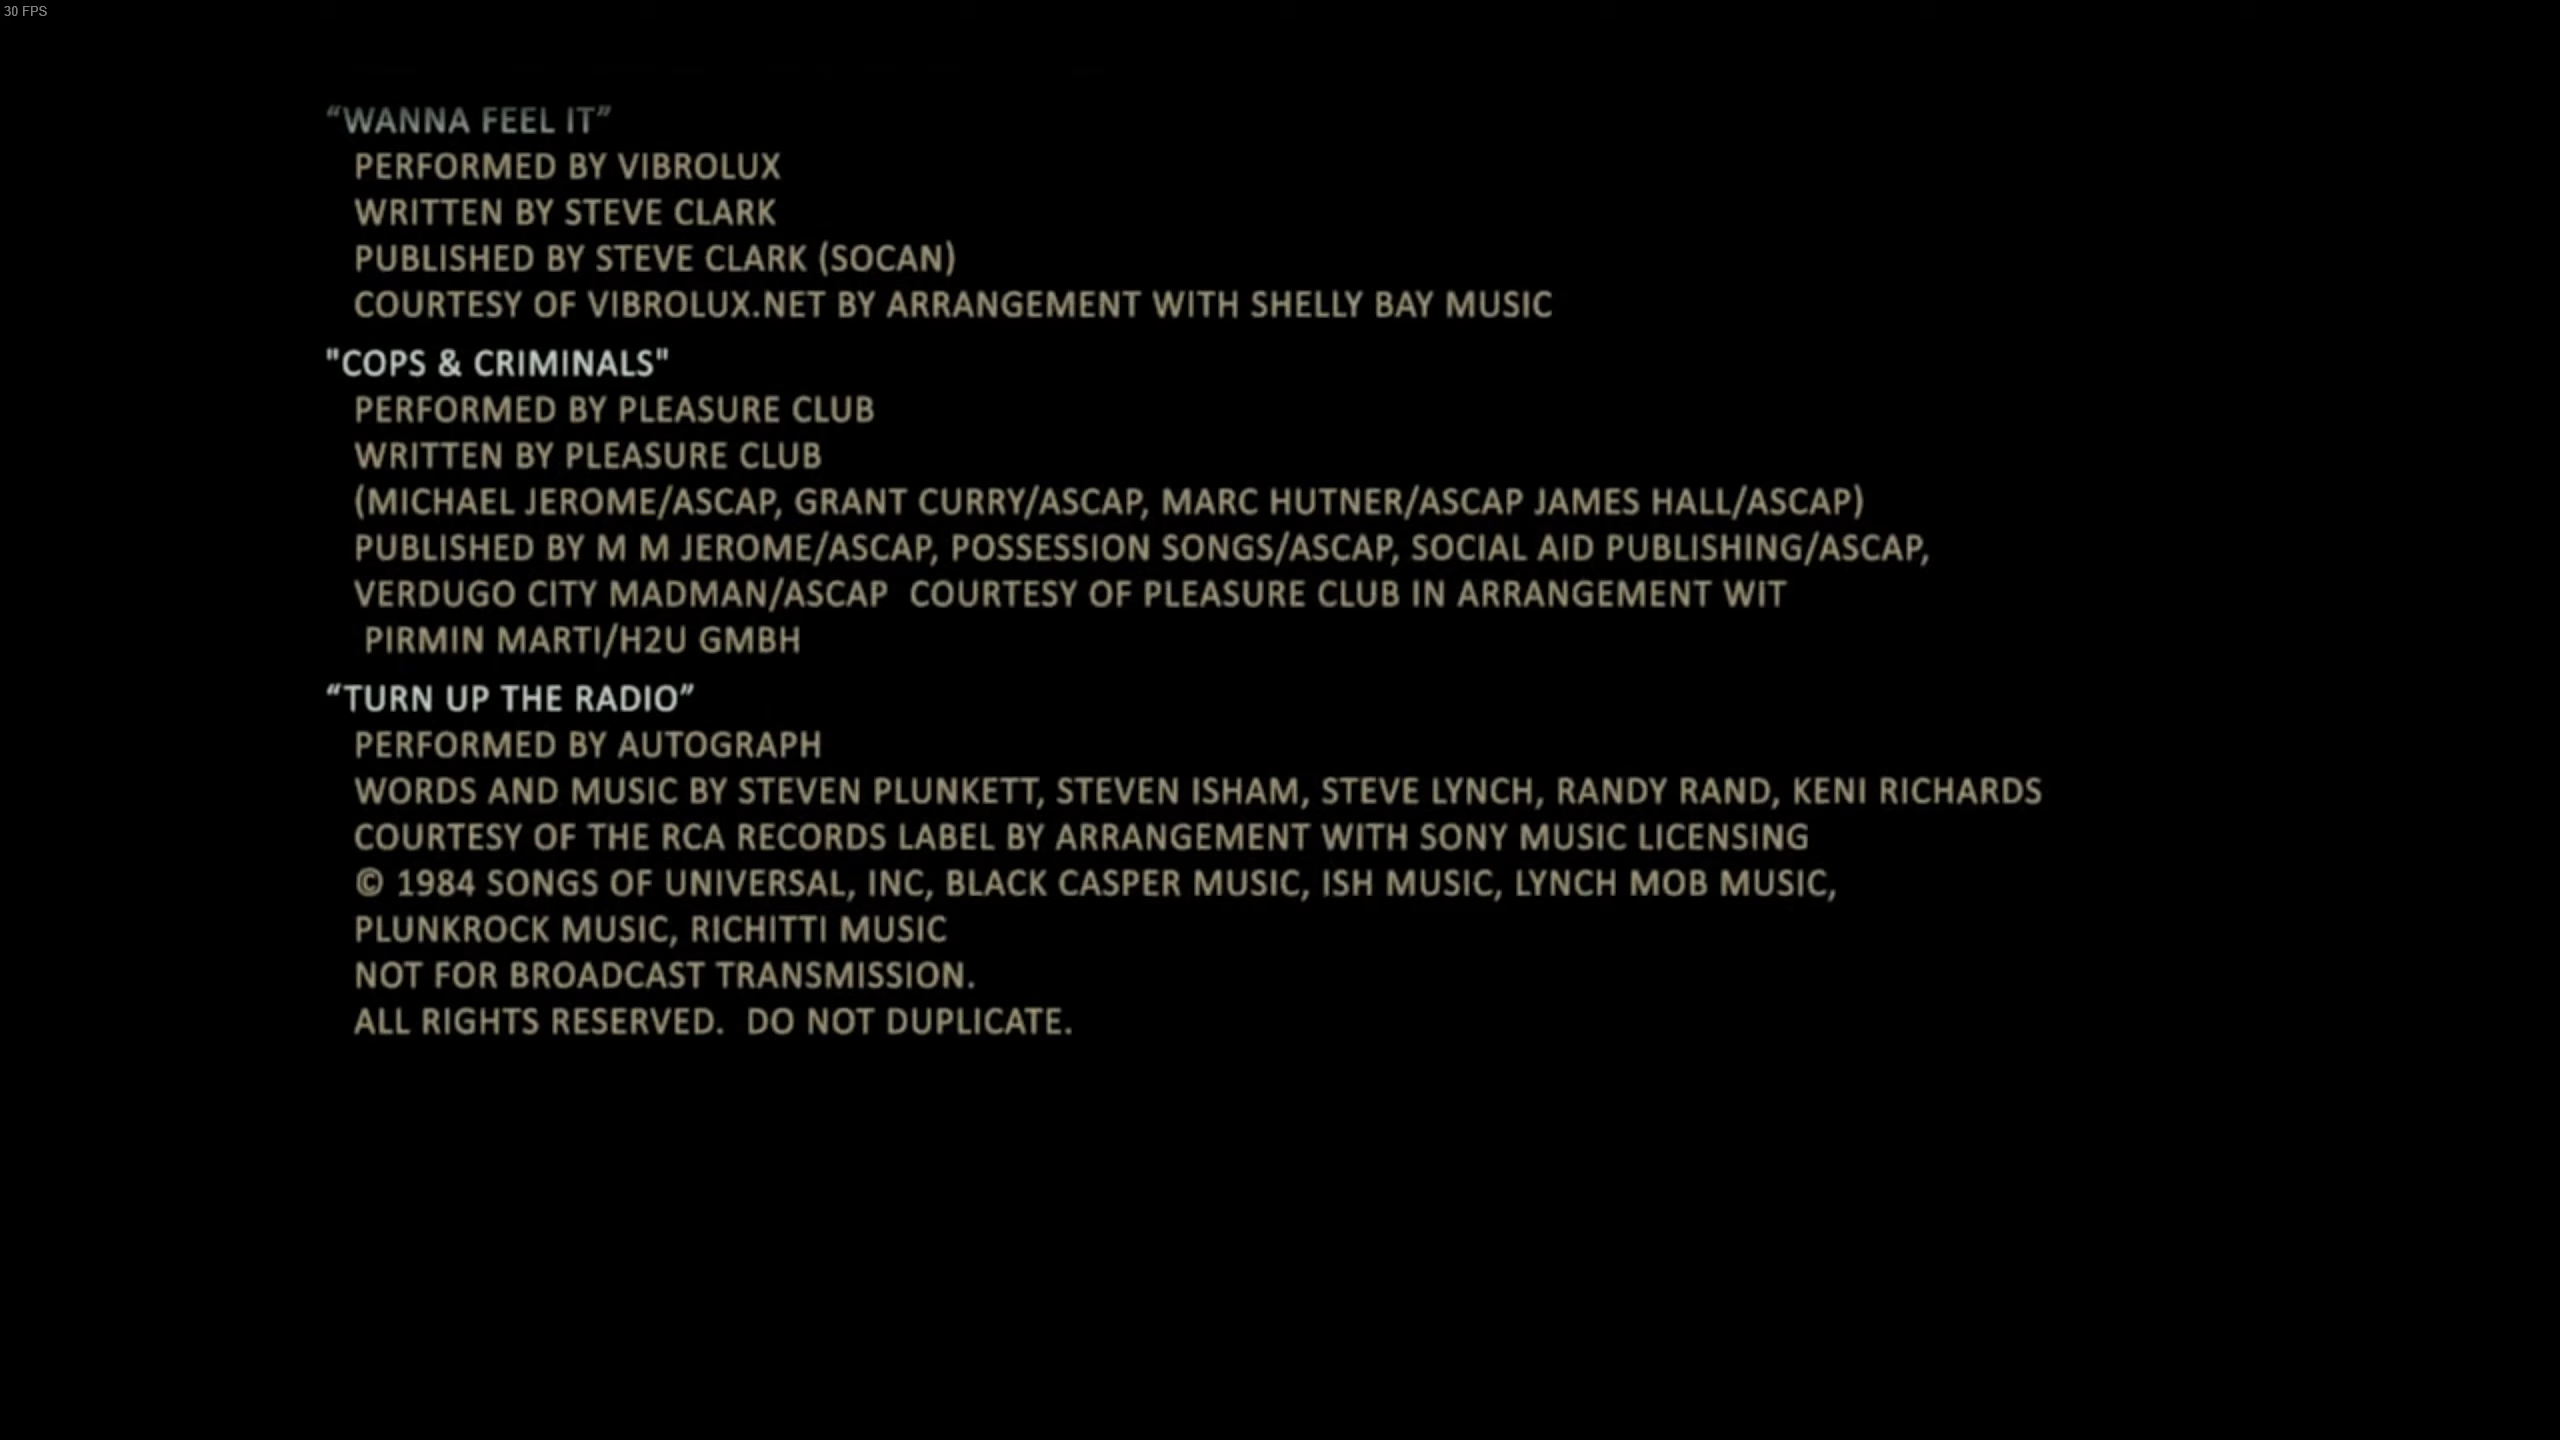 30 FPS
“WANNA FEEL IT”
PERFORMED BY VIBROLUX
WRITTEN BY STEVE CLARK
PUBLISHED BY STEVE CLARK (SOCAN)
COURTESY OF VIBROLUX.NET BY ARRANGEMENT WITH SHELLY BAY MUSIC
"COPS & CRIMINALS"
PERFORMED BY PLEASURE CLUB
WRITTEN BY PLEASURE CLUB
(MICHAEL JEROME/ASCAP, GRANT CURRY/ASCAP, MARC HUTNER/ASCAP JAMES HALL/ASCAP)
PUBLISHED BY M M JEROME/ASCAP, POSSESSION SONGS/ASCAP, SOCIAL AID PUBLISHING/ASCAP,
VERDUGO CITY MADMAN/ASCAP  COURTESY OF PLEASURE CLUB IN ARRANGEMENT WIT
PIRMIN MARTI/H2U GMBH
“TURN UP THE RADIO”
PERFORMED BY AUTOGRAPH
WORDS AND MUSIC BY STEVEN PLUNKETT, STEVEN ISHAM, STEVE LYNCH, RANDY RAND, KENI RICHARDS
COURTESY OF THE RCA RECORDS LABEL BY ARRANGEMENT WITH SONY MUSIC LICENSING
© 1984 SONGS OF UNIVERSAL, INC, BLACK CASPER MUSIC, ISH MUSIC, LYNCH MOB MUSIC,
PLUNKROCK MUSIC, RICHITTI MUSIC
NOT FOR BROADCAST TRANSMISSION.
ALL RIGHTS RESERVED.  DO NOT DUPLICATE.